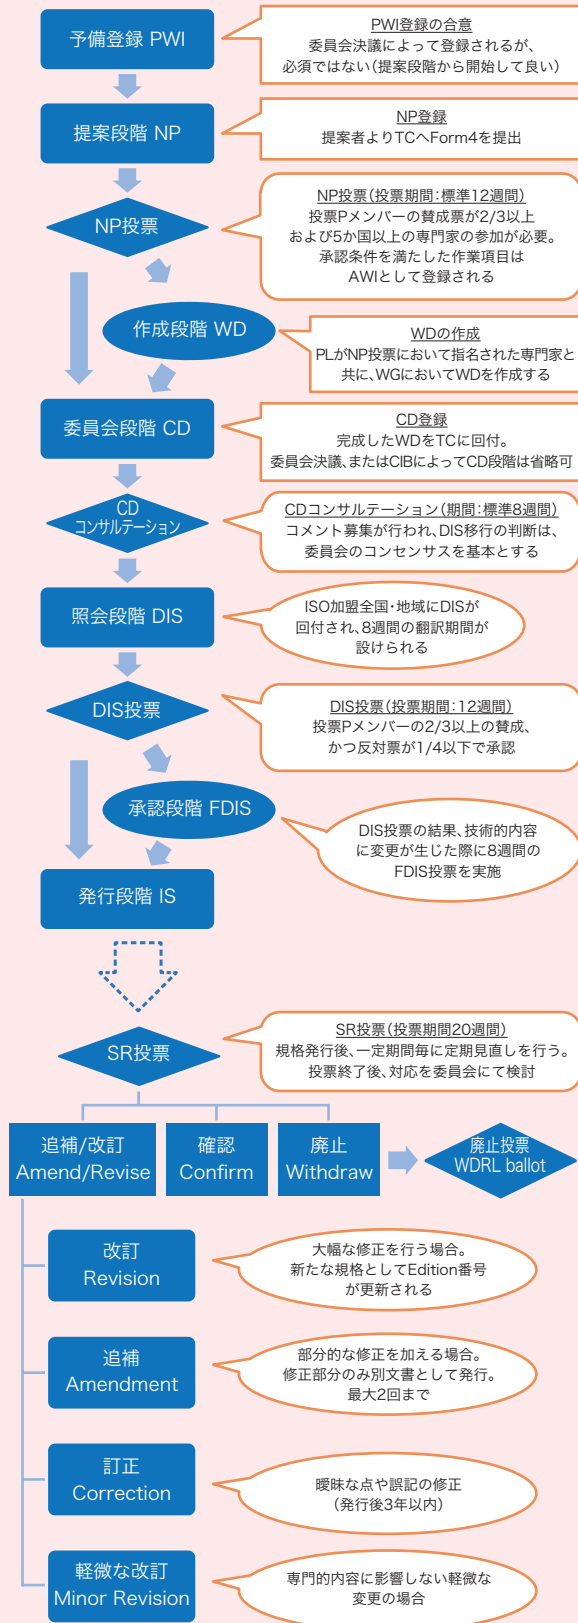 予備登録 PWI
PWI登録の合意
委員会決議によって登録されるが、
必須ではない（提案段階から開始して良い）
提案段階 NP
NP登録
提案者よりTCへForm4を提出
NP投票
NP投票（投票期間：標準12週間）
投票Pメンバーの賛成票が2/3以上
および5か国以上の専門家の参加が必要。
承認条件を満たした作業項目は
AWIとして登録される
作成段階 WD
WDの作成
PLがNP投票において指名された専門家と
共に、WGにおいてWDを作成する
委員会段階 CD
CD登録
完成したWDをTCに回付。
委員会決議、またはCIBによってCD段階は省略可
CD
コンサルテーション
CDコンサルテーション（期間：標準8週間）
コメント募集が行われ、DIS移行の判断は、
委員会のコンセンサスを基本とする
照会段階 DIS
ISO加盟全国・地域にDISが
回付され、8週間の翻訳期間が
設けられる
DIS投票
DIS投票（投票期間：12週間）
投票Pメンバーの2/3以上の賛成、
かつ反対票が1/4以下で承認
承認段階 FDIS
DIS投票の結果、技術的内容
に変更が生じた際に8週間の
FDIS投票を実施
発行段階 IS
SR投票
SR投票（投票期間20週間）
規格発行後、一定期間毎に定期見直しを行う。
投票終了後、対応を委員会にて検討
追補/改訂
Amend/Revise
確認
Confirm
廃止
Withdraw
廃止投票
WDRL ballot
改訂
Revision
大幅な修正を行う場合。
新たな規格としてEdition番号
が更新される
追補
Amendment
部分的な修正を加える場合。
修正部分のみ別文書として発行。
最大2回まで
訂正
Correction
曖昧な点や誤記の修正
（発行後3年以内）
軽微な改訂
Minor Revision
専門的内容に影響しない軽微な
変更の場合